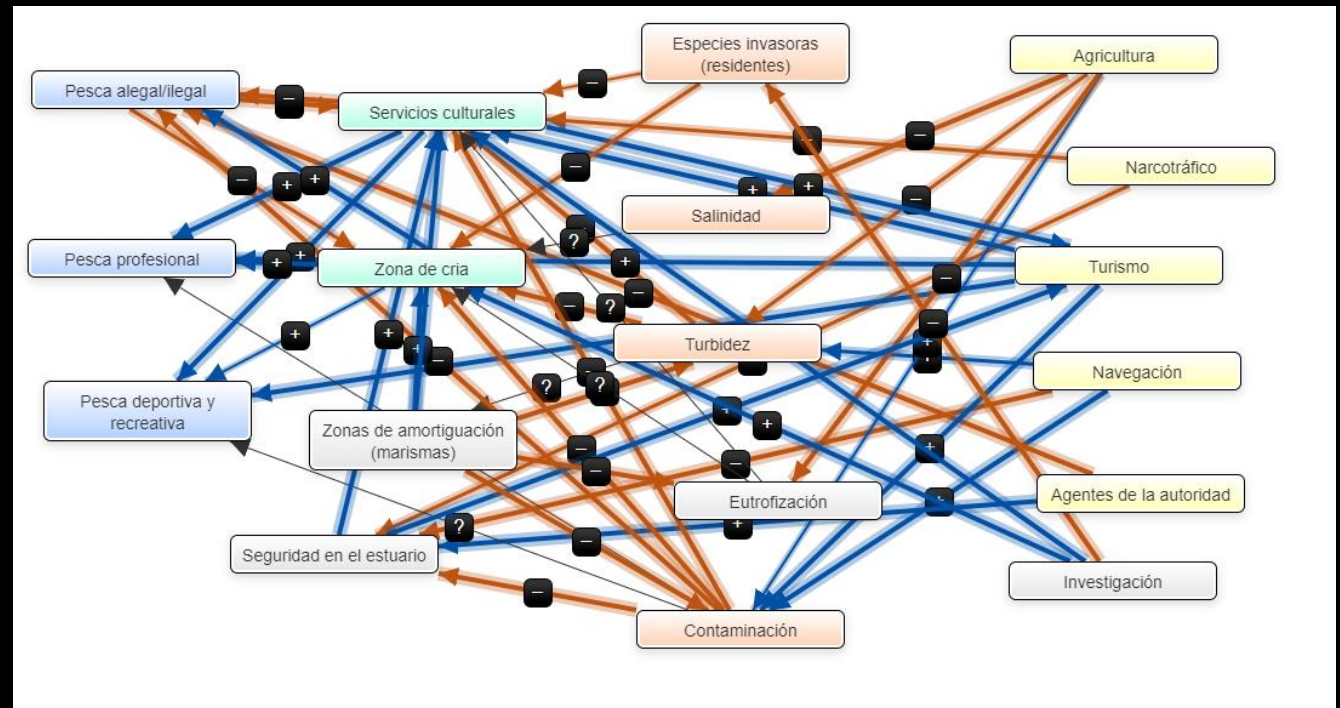 Especies invasoras
(residentes)
Agricultura
Pesca alegal/ilegal
Servicios culturales
Narcotráfico
Salinidad
Pesca profesional
Zona de cria
Turismo
Turbidez
Navegación
Pesca deportiva y
recreativa
Zonas de amortiguación
(marismas)
Eutrofización
Agentes de la autoridad
Seguridad en el estuario
Investigación
Contaminación